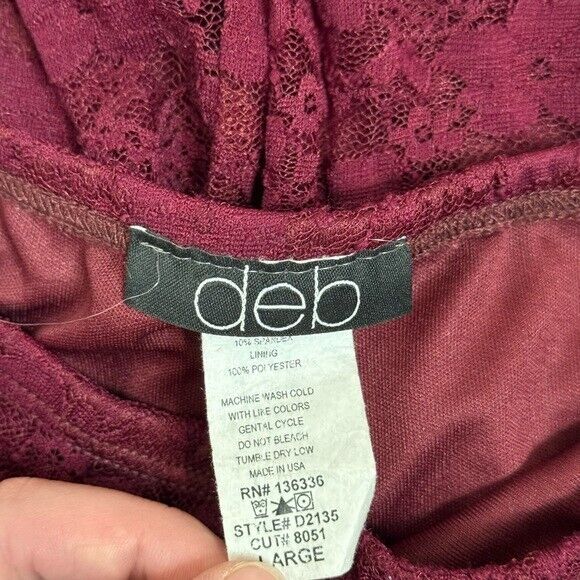 deb
10% SPANDEX
LINING
100% POLYESTER
MACHINE WASH COLD
WITH LIKE COLORS
GENTAL CYCLE
DO NOT BLEACH
TUMBLE DRY LOW
MADE IN USA
RN# 136336
STYLE# D2135
CUT# 8051
LARGE